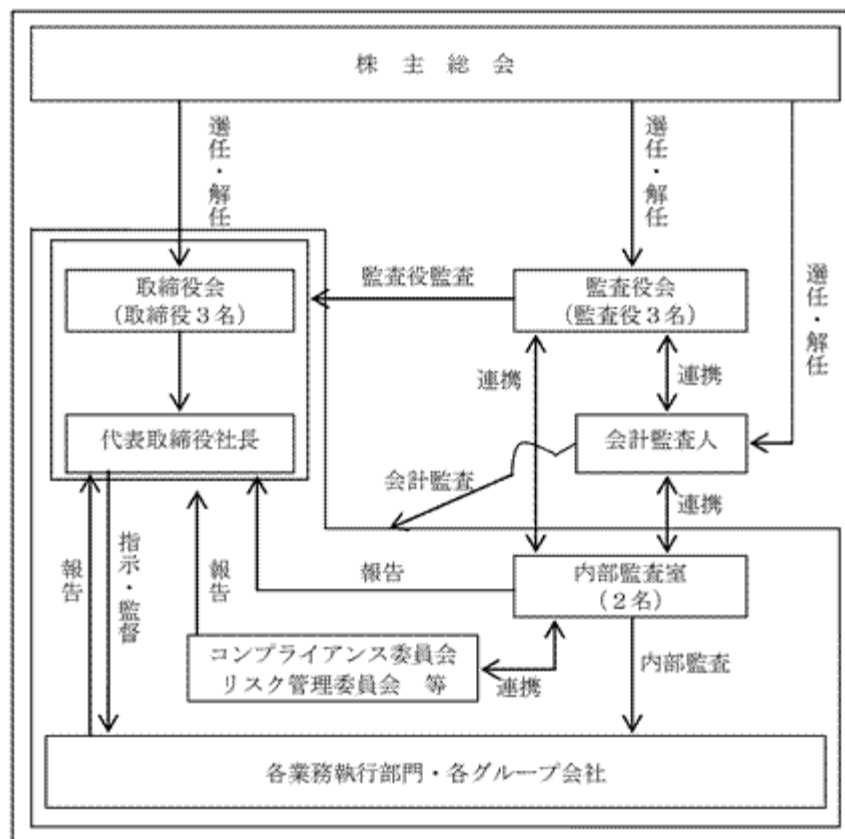 株 主 総 会
選任・解任
選任・解任
選任・解任
取締役会
（取締役３名）
監査役監査
監査役会
（監査役３名）
連携
連携
代表取締役社長
会計監査人
会計監査
連携
報告
指示・監督
報告
報告
内部監査室
（２名）
コンプライアンス委員会
リスク管理委員会　等
連携
内部監査
各業務執行部門・各グループ会社